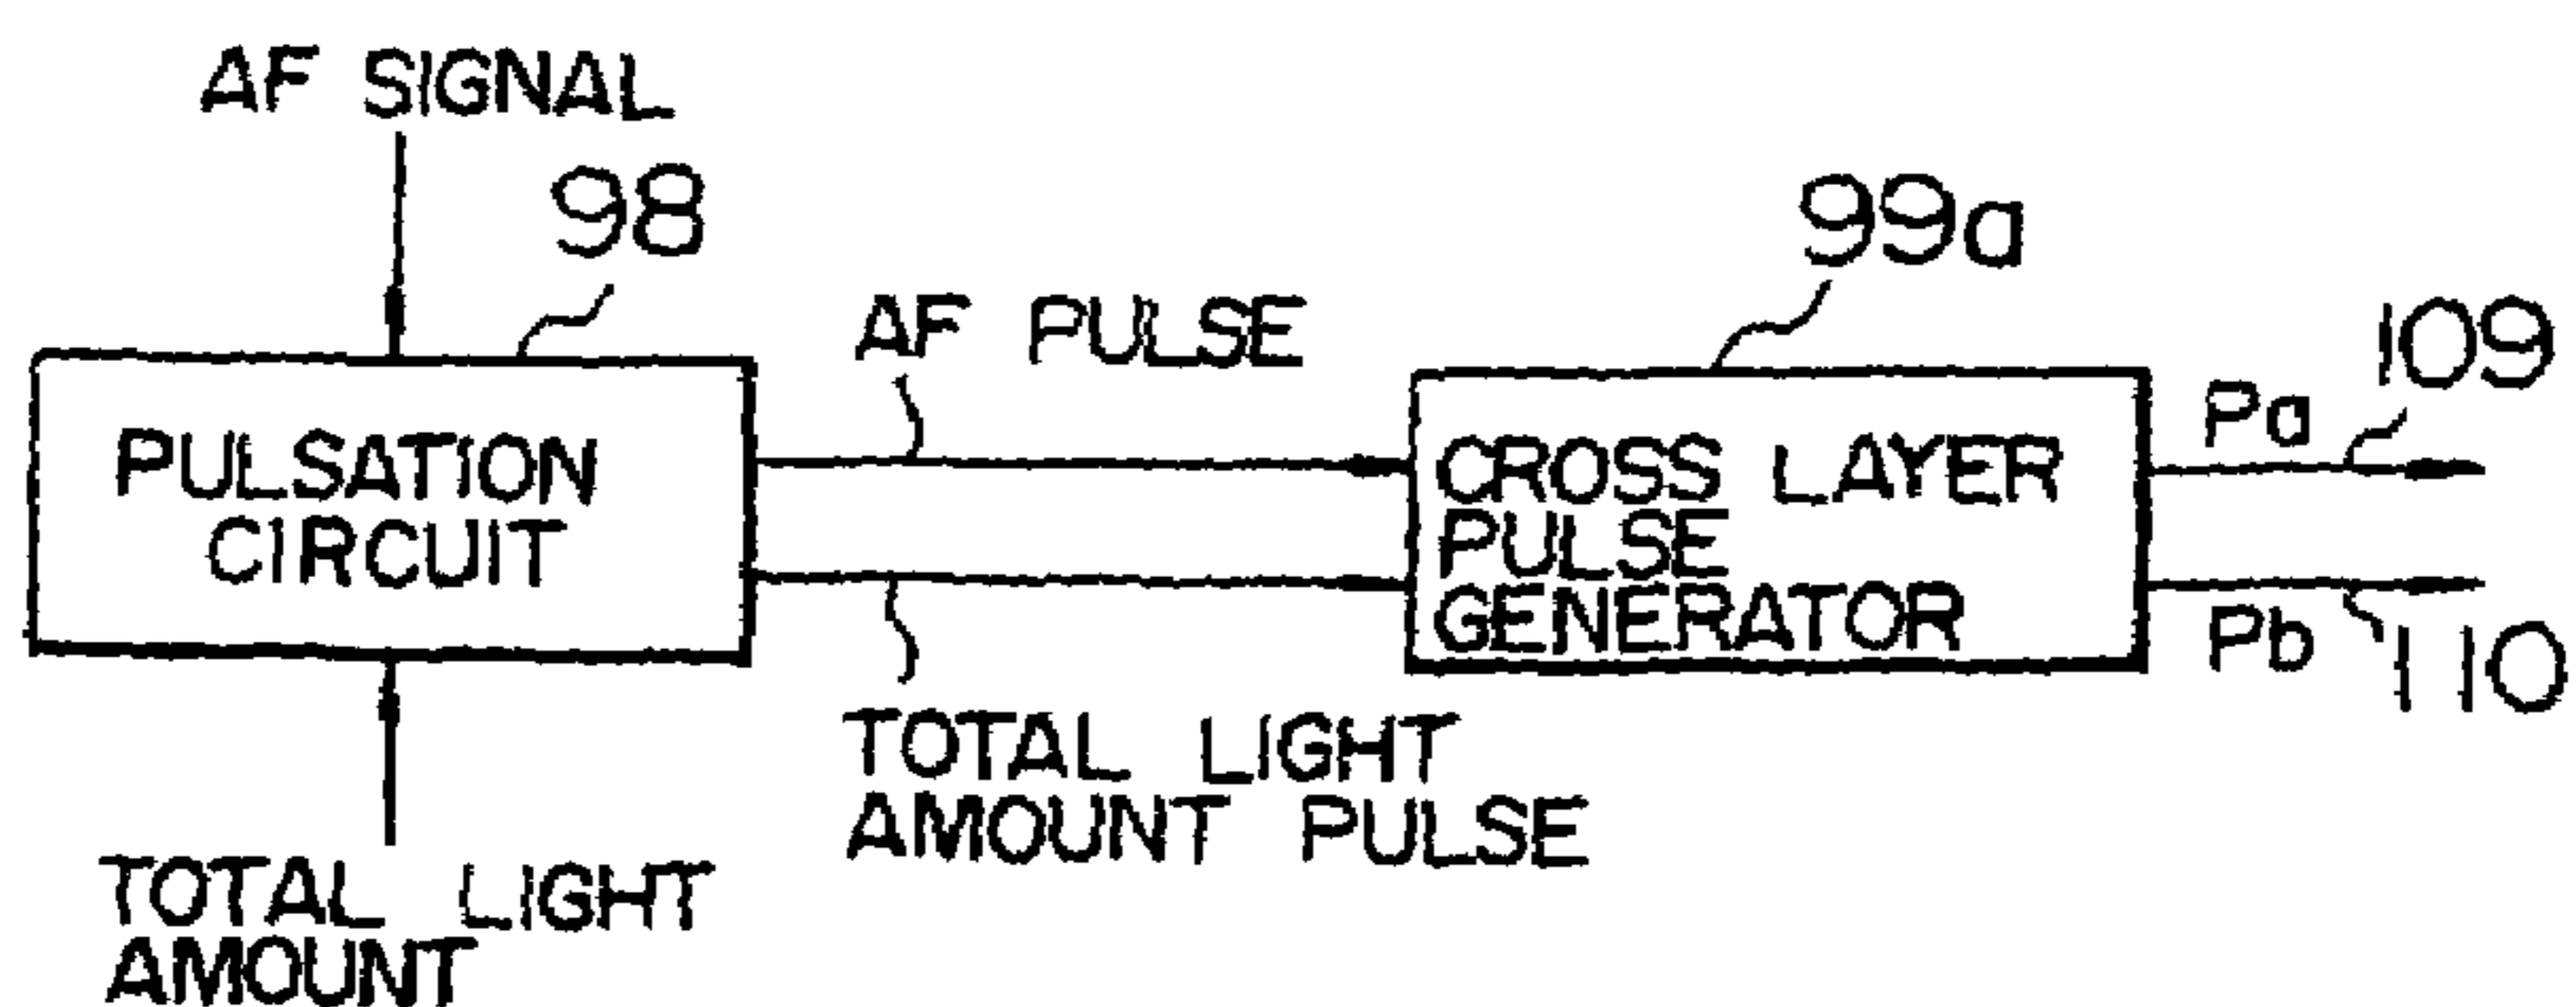 AF SIGNAL
98
99a
AF PULSE
109
Pa
PULSATION
CIRCUIT
CROSS LAYER
PULSE
GENERATOR
Pb
110
TOTAL LIGHT
AMOUNT PULSE
TOTAL LIGHT
AMOUNT